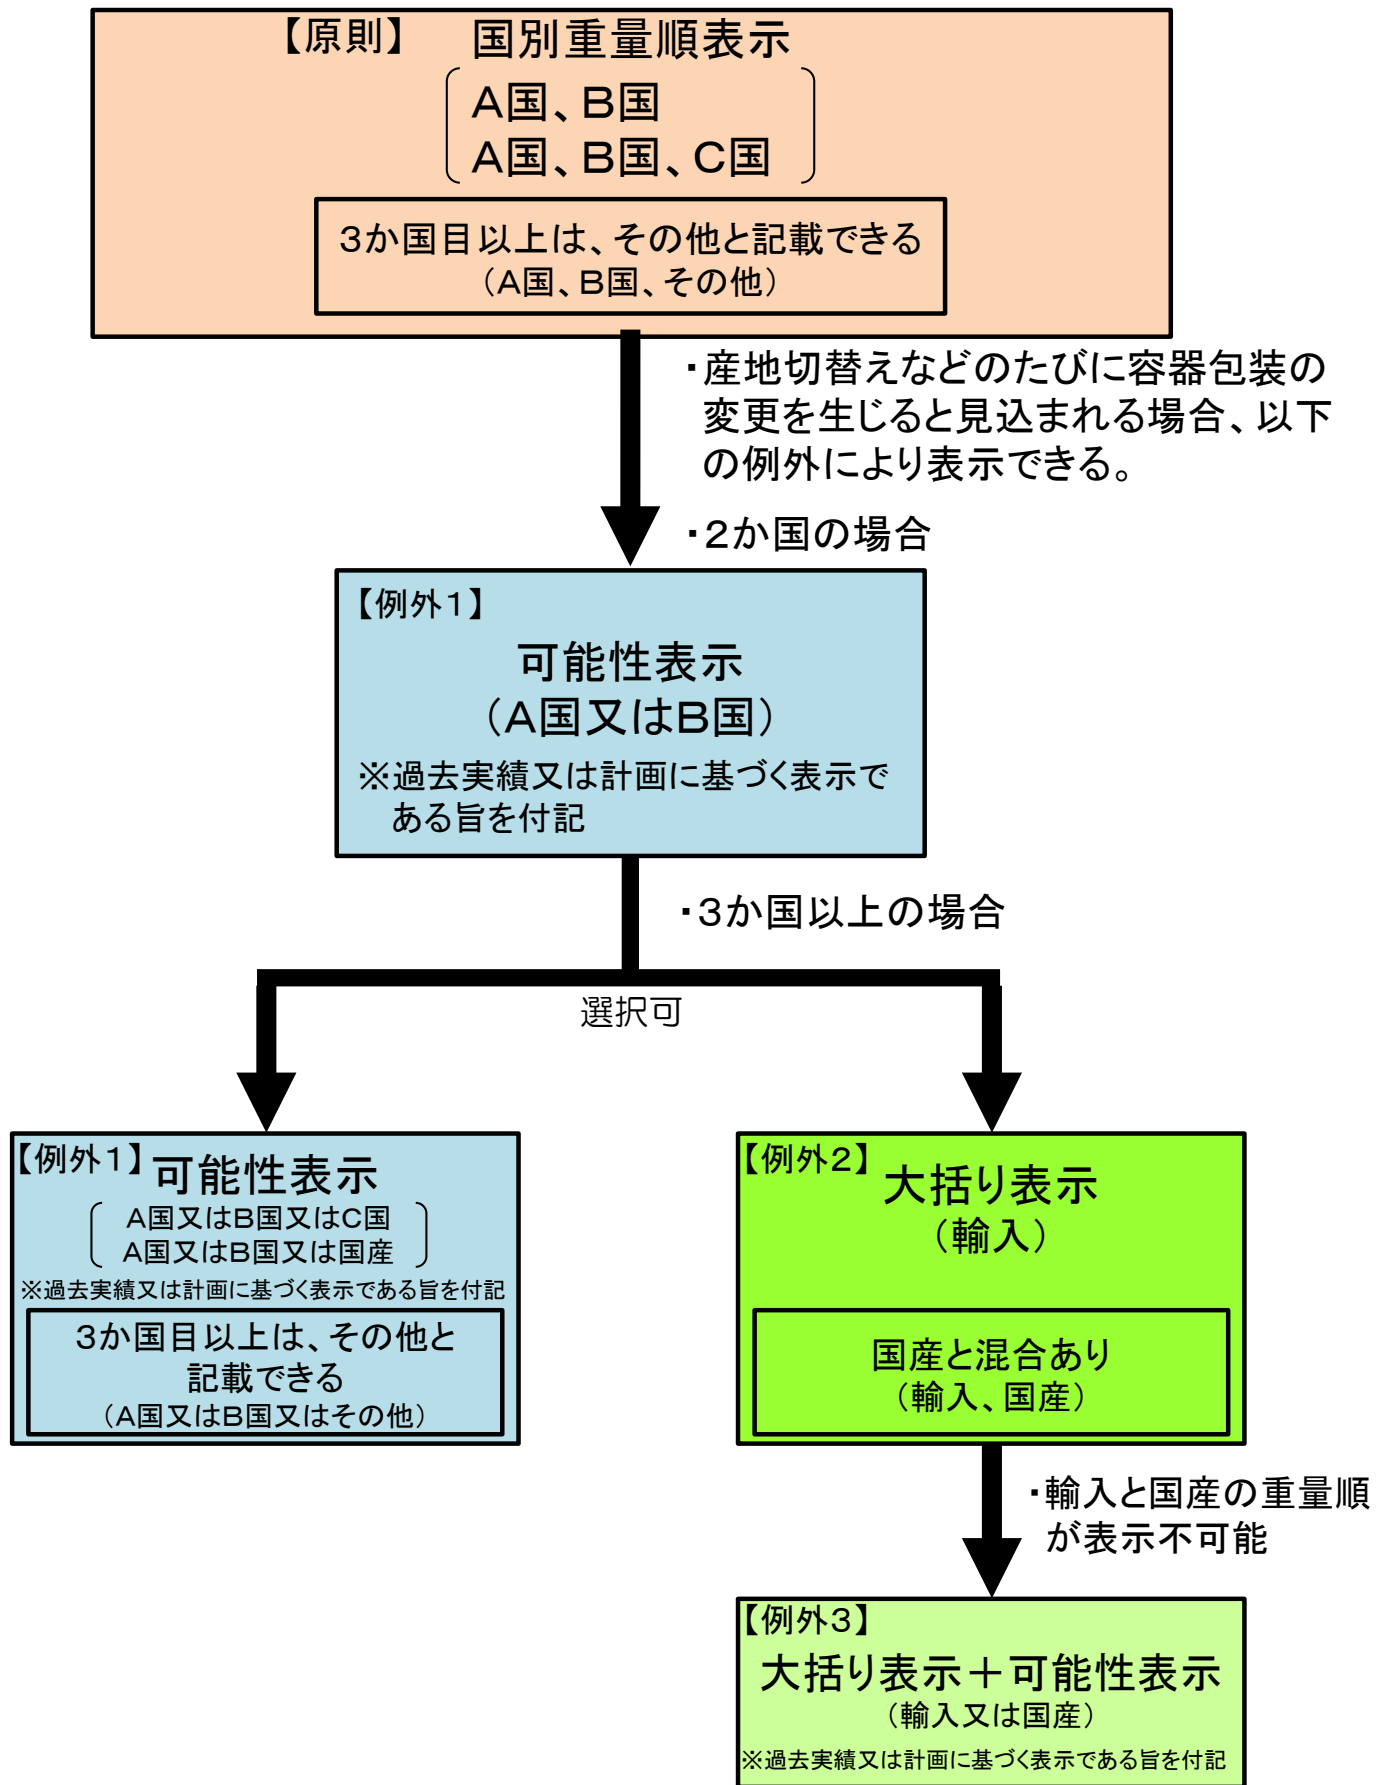 【原則】 国別重量順表示
A国、B国
A国、B国、C国
3か国目以上は、その他と記載できる
（A国、B国、その他）
・産地切替えなどのたびに容器包装の
変更を生じると見込まれる場合、以下
の例外により表示できる。
・2か国の場合
【例外1】
可能性表示
（A国又はB国）
※過去実績又は計画に基づく表示で
ある旨を付記
・3か国以上の場合
選択可
【例外1】可能性表示
A国又はB国又はC国
A国又はB国又は国産
※過去実績又は計画に基づく表示である旨を付記
3か国目以上は、その他と
記載できる
（A国又はB国又はその他）
【例外2】大括り表示
（輸入）
国産と混合あり
（輸入、国産）
・輸入と国産の重量順
が表示不可能
【例外3】
大括り表示＋可能性表示
（輸入又は国産）
※過去実績又は計画に基づく表示である旨を付記